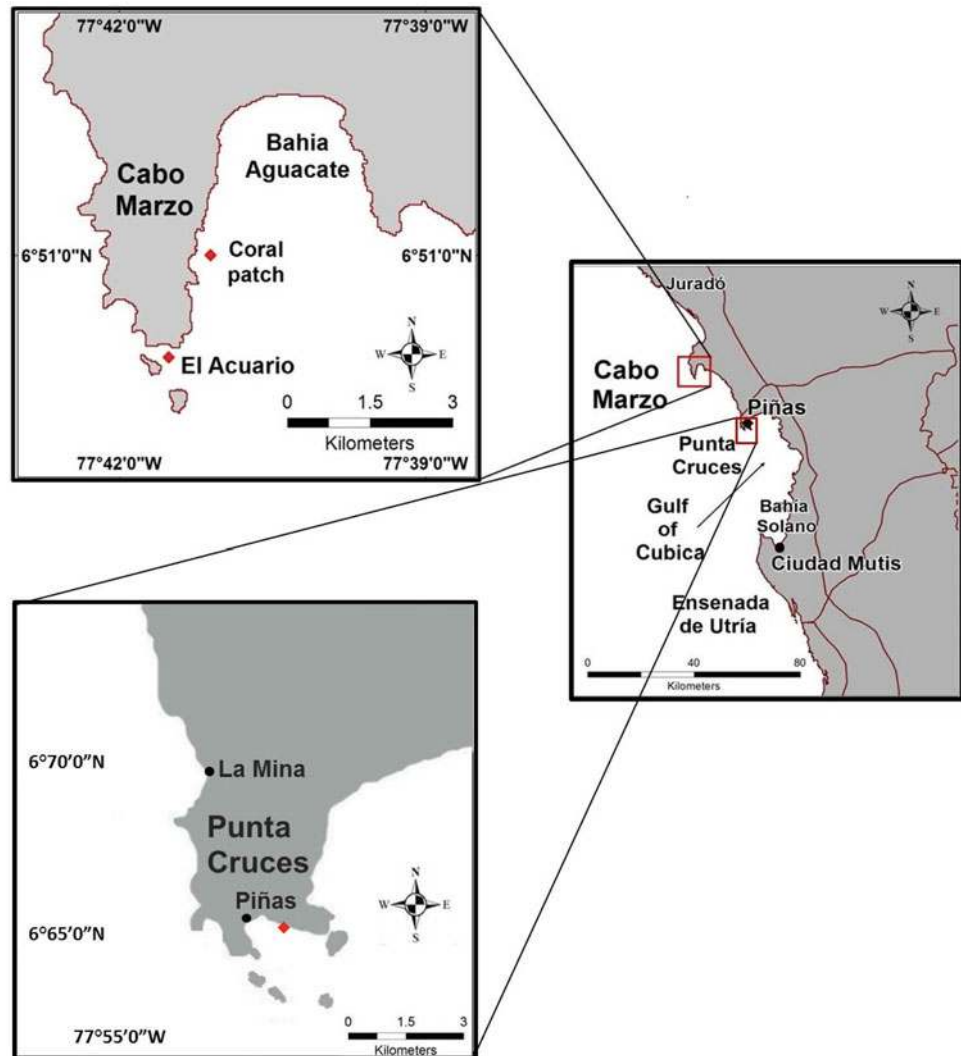 77°42'0"W
77°39'0"W
Bahia
Aguacate
Cabo
Marzo
6°51'0"N
6°51'0"N
Coral
patch
El Acuario
N
W
E
S
0
1.5
3
Kilometers
77°42'0"W
77°39'0"W
Juradó
N
W
E
S
Cabo
Marzo
Piñas
Punta
Cruces
Gulf
of
Cubica
Bahia
Solano
Ciudad Mutis
Ensenada
de Utría
0
40
80
Kilometers
6°70'0"N
La Mina
Punta
Cruces
Piñas
6°65'0"N
N
W
E
S
77°55'0"W
0
1.5
3
Kilometers